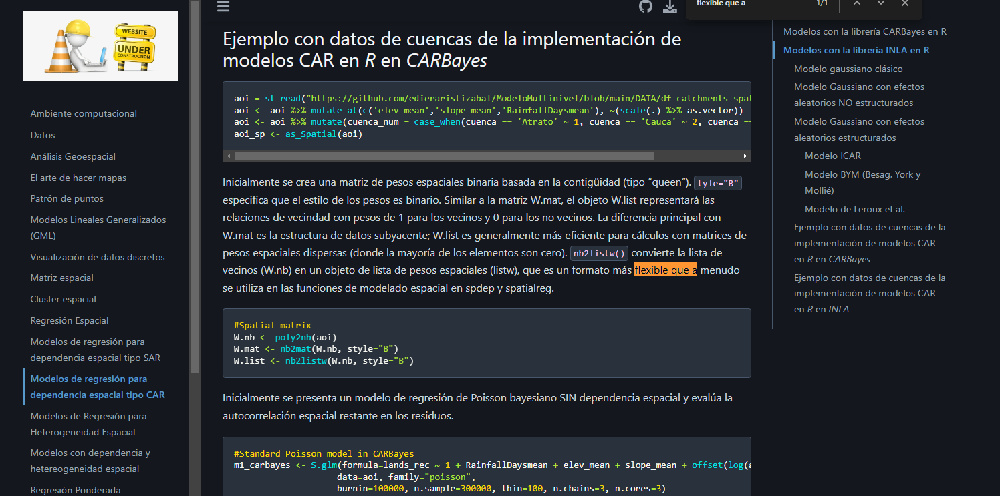 flexible que a
1/1
WEBSITE
UNDER
CONSTRUCTION
Ambiente computacional
Datos
Análisis Geoespacial
El arte de hacer mapas
Patrón de puntos
Modelos Lineales Generalizados
(GML)
Visualización de datos discretos
Matriz espacial
Cluster espacial
Regresión Espacial
Modelos de regresión para
dependencia espacial tipo SAR
Modelos de regresión para
dependencia espacial tipo CAR
Modelos de Regresión para
Heterogeneidad Espacial
Modelos con dependencia y
hetereogeneidad espacial
Regresión Ponderada
Ejemplo con datos de cuencas de la implementación de
modelos CAR en R en CARBayes
aoi = st_read("https://github.com/edieraristizabal/ModeloMultinivel/blob/main/DATA/df_catchments_spat
aoi <- aoi %>% mutate_at(c('elev_mean','slope_mean','RainfallDaysmean'), ~(scale(.) %>% as.vector))
aoi <- aoi %>% mutate(cuenca_num = case_when(cuenca == 'Atrato' ~ 1, cuenca == 'Cauca' ~ 2, cuenca ==
aoi_sp <- as_Spatial(aoi)
Inicialmente se crea una matriz de pesos espaciales binaria basada en la contigüidad (tipo “queen”). tyle="B"
especifica que el estilo de los pesos es binario. Similar a la matriz W.mat, el objeto W.list representará las
relaciones de vecindad con pesos de 1 para los vecinos y 0 para los no vecinos. La diferencia principal con
W.mat es la estructura de datos subyacente; W.list es generalmente más eficiente para cálculos con matrices de
pesos espaciales dispersas (donde la mayoría de los elementos son cero). nb2listw() convierte la lista de
vecinos (W.nb) en un objeto de lista de pesos espaciales (listw), que es un formato más flexible que a menudo
se utiliza en las funciones de modelado espacial en spdep y spatialreg.
#Spatial matrix
W.nb <- poly2nb(aoi)
W.mat <- nb2mat(W.nb, style="B")
W.list <- nb2listw(W.nb, style="B")
Inicialmente se presenta un modelo de regresión de Poisson bayesiano SIN dependencia espacial y evalúa la
autocorrelación espacial restante en los residuos.
#Standard Poisson model in CARBayes
m1_carbayes <- S.glm(formula=lands_rec ~ 1 + RainfallDaysmean + elev_mean + slope_mean + offset(log(a
data=aoi, family="poisson",
burnin=100000, n.sample=300000, thin=100, n.chains=3, n.cores=3)
Modelos con la librería CARBayes en R
Modelos con la librería INLA en R
Modelo gaussiano clásico
Modelo Gaussiano con efectos
aleatorios NO estructurados
Modelo Gaussiano con efectos
aleatorios estructurados
Modelo ICAR
Modelo BYM (Besag, York y
Mollié)
Modelo de Leroux et al.
Ejemplo con datos de cuencas de la
implementación de modelos CAR
en R en CARBayes
Ejemplo con datos de cuencas de la
implementación de modelos CAR
en R en INLA